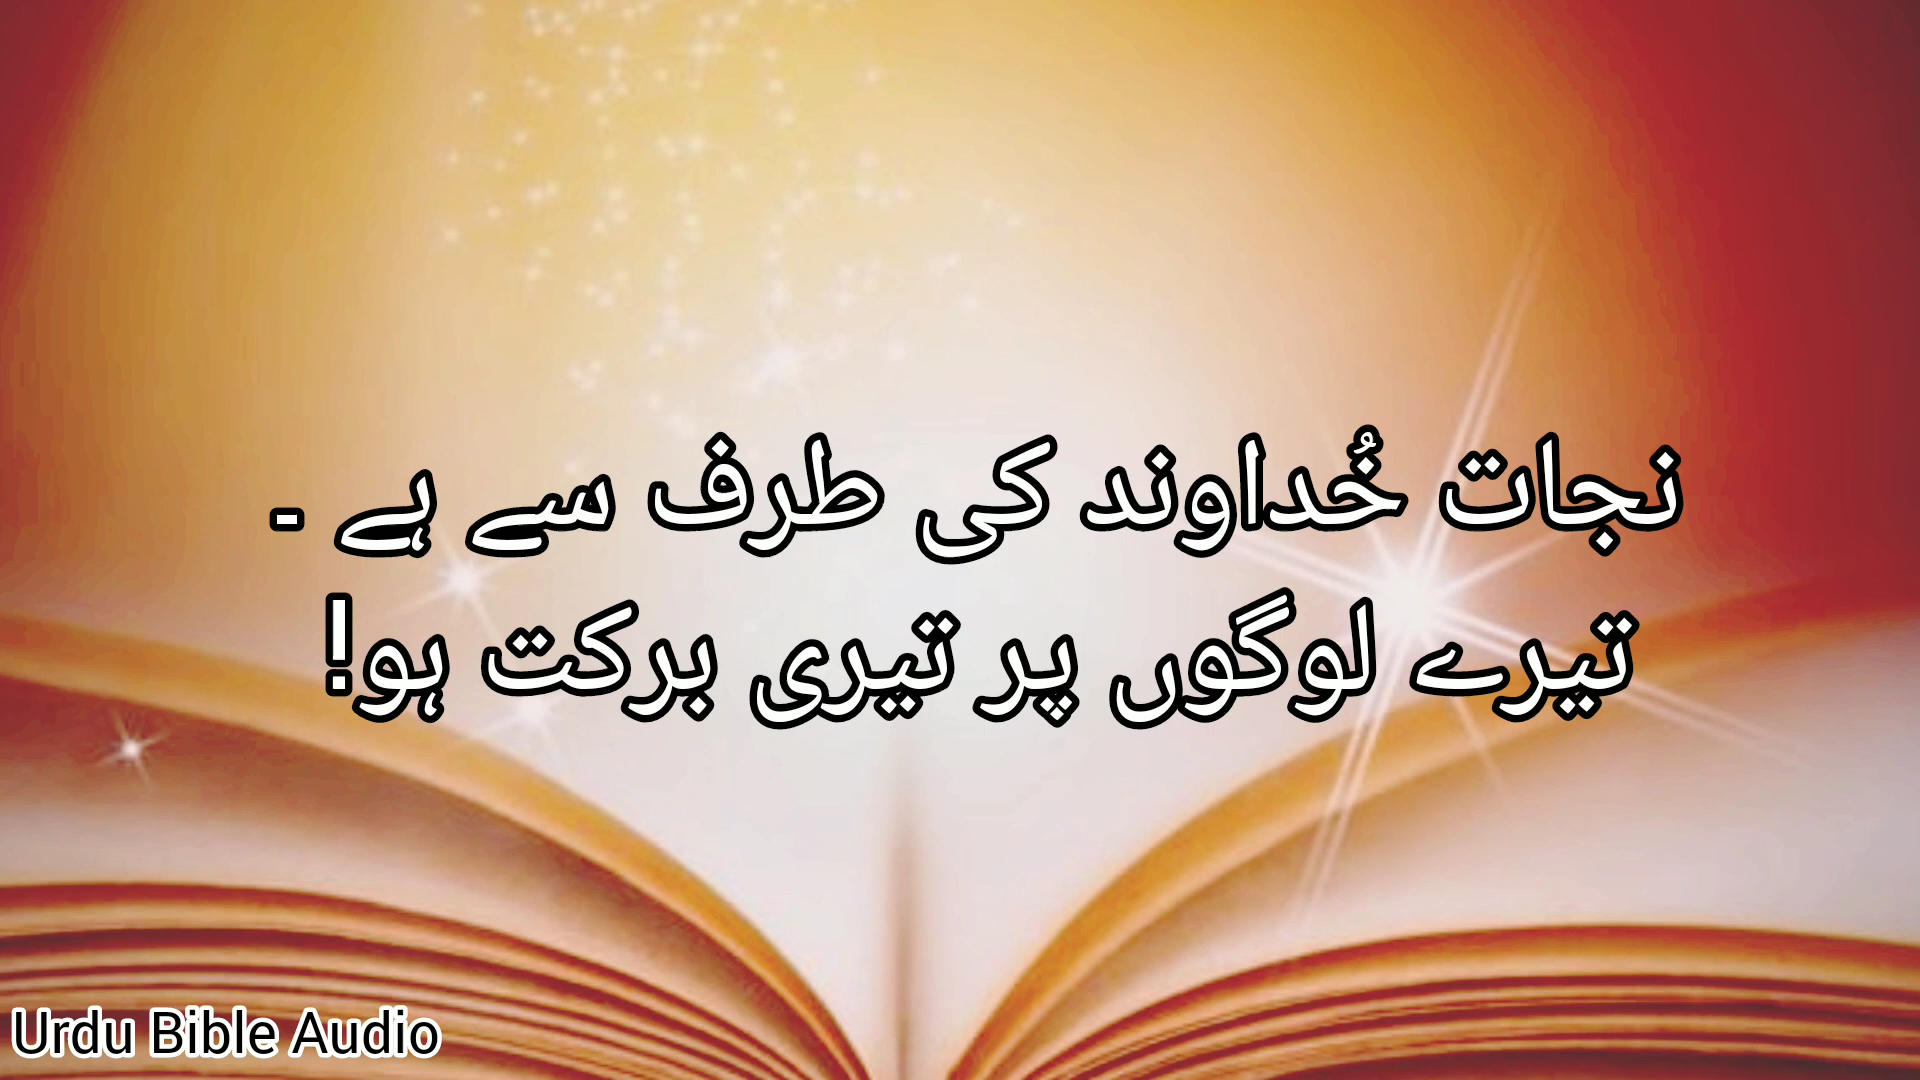 نجات خُداوند کی طرف سے ہے ۔
تیرے لوگوں پر تیری برکت ہو!
Urdu Bible Audio